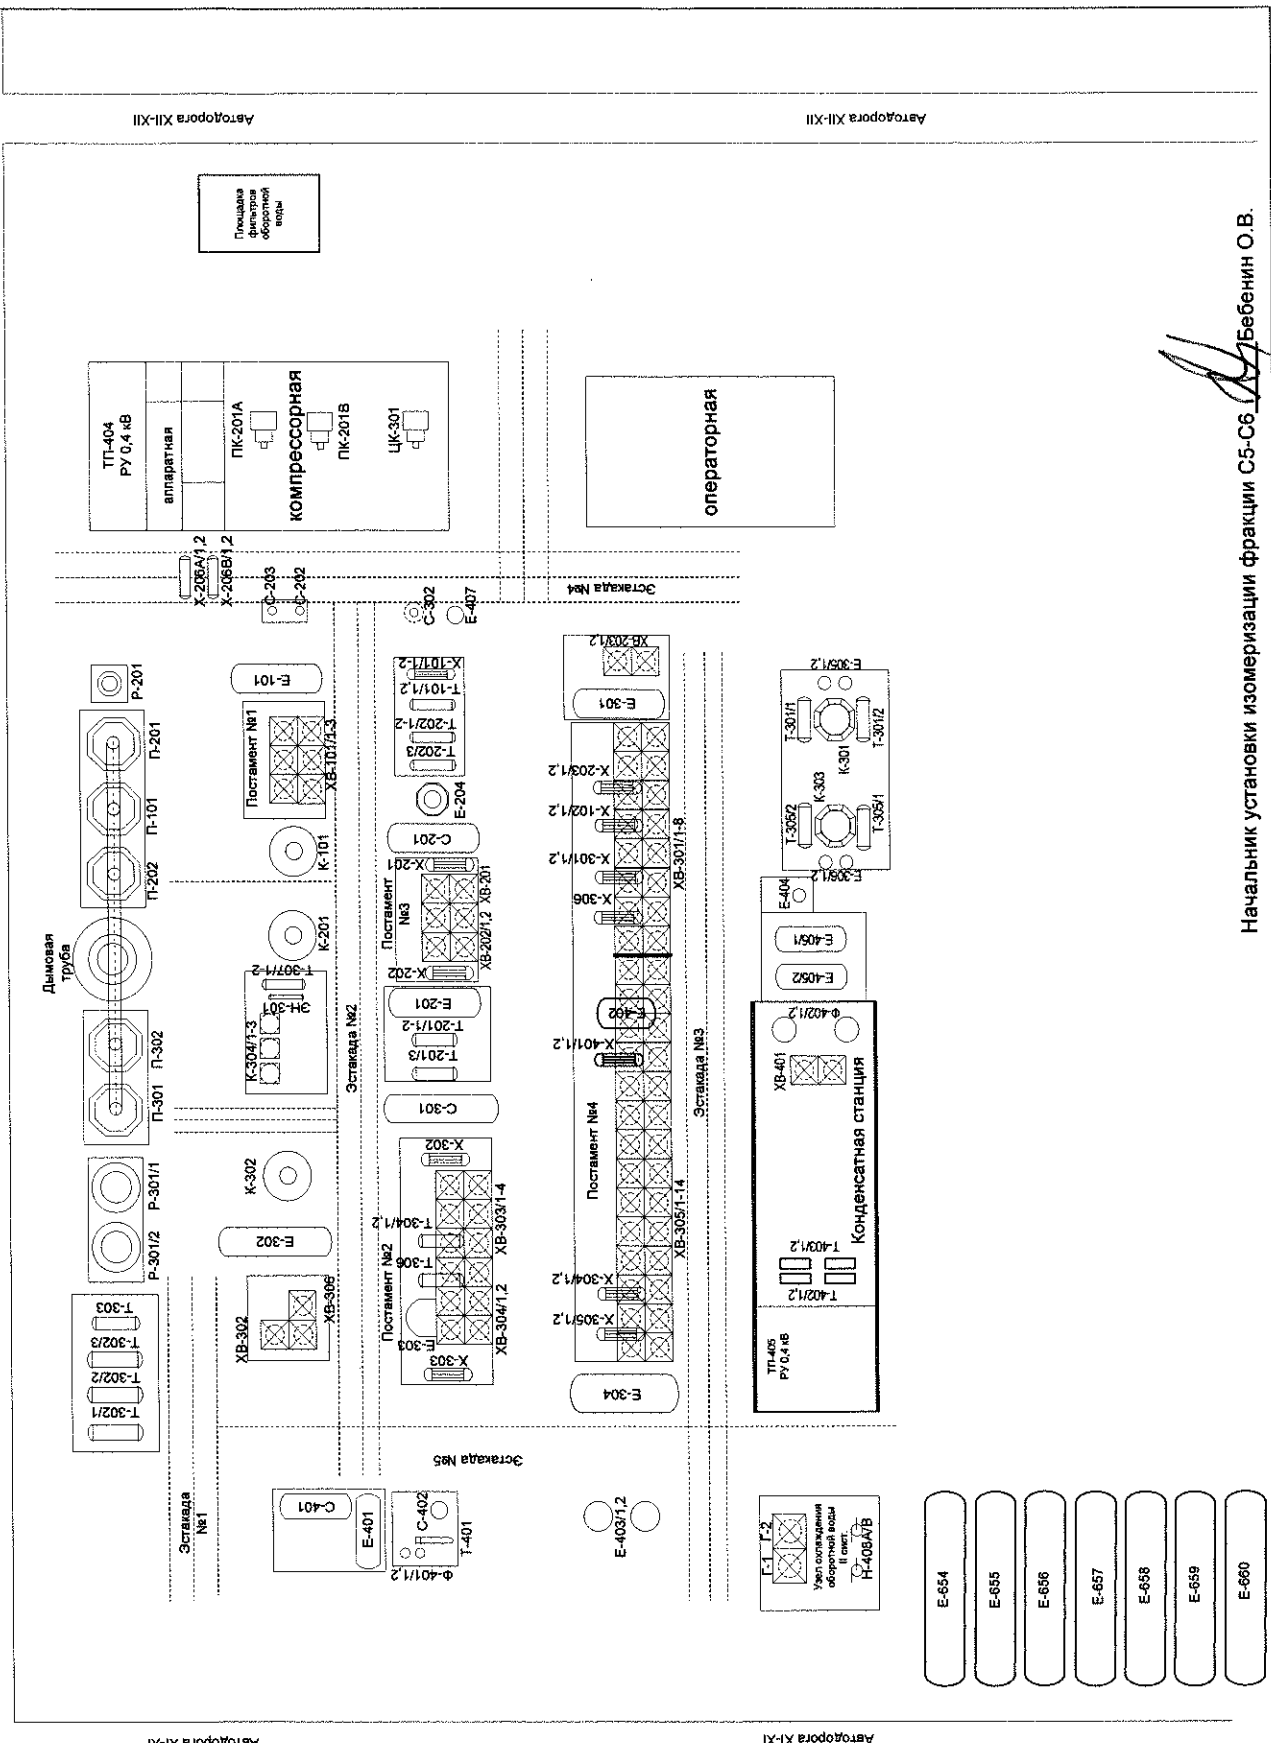 Автодорога XII-XII
Автодорога XII-XII
Площадка
фильтров
оборотной
воды
ТП-404
РУ 0,4 кВ
аппаратная
ПК-201А
компрессорная
ПК-201В
ЦК-301
операторная
Х-206А/1,2
Х-206В/1,2
С-203
С-202
С-302
Е-407
Эстакада №4
Р-201
П-201
П-101
П-202
Дымовая
труба
П-302
П-301
Р-301/1
Р-301/2
Т-303
Т-302/3
Т-302/2
Т-302/1
Эстакада
№1
Е-101
Постамент №1
ХВ-101/1-3
К-101
К-201
Т-307/1-2
ЭН-301
К-304/1-3
К-302
Е-302
ХВ-302
ХВ-306
Эстакада №2
Х-101/1-2
Т-101/1,2
Т-202/1-2
Т-202/3
Е-204
С-201
Х-201
Постамент
№3
ХВ-201
ХВ-202/1,2
Х-202
Е-201
Т-201/1-2
Т-201/3
С-301
Х-302
Т-304/1,2
ХВ-303/1-4
Т-306
Постамент №2
ХВ-304/1,2
Е-303
Х-303
Эстакада №5
С-401
Е-401
С-402
Т-401
Ф-401/1,2
ХВ-203/1,2
Е-301
Х-203/1,2
Х-102/1,2
Х-301/1,2
Х-306
ХВ-301/1-8
Е-402
Х-401/1,2
Постамент №4
Эстакада №3
ХВ-305/1-14
Х-304/1,2
Х-305/1,2
Е-304
Е-403/1,2
Е-305/1,2
Т-301/1
К-301
Т-301/2
Т-305/2
К-303
Т-305/1
Е-306/1,2
Е-404
Е-405/1
Е-405/2
Ф-402/1,2
ХВ-401
Конденсатная станция
Т-403/1,2
Т-402/1,2
ТП-405
РУ 0,4 кВ
Г-1
Г-2
Узел охлаждения
оборотной воды
II сист.
Н-408А/В
Е-654
Е-655
Е-656
Е-657
Е-658
Е-659
Е-660
Начальник установки изомеризации фракции С5-С6 Бебенин О.В.
Автодорога XI-XI
Автодорога XI-XI